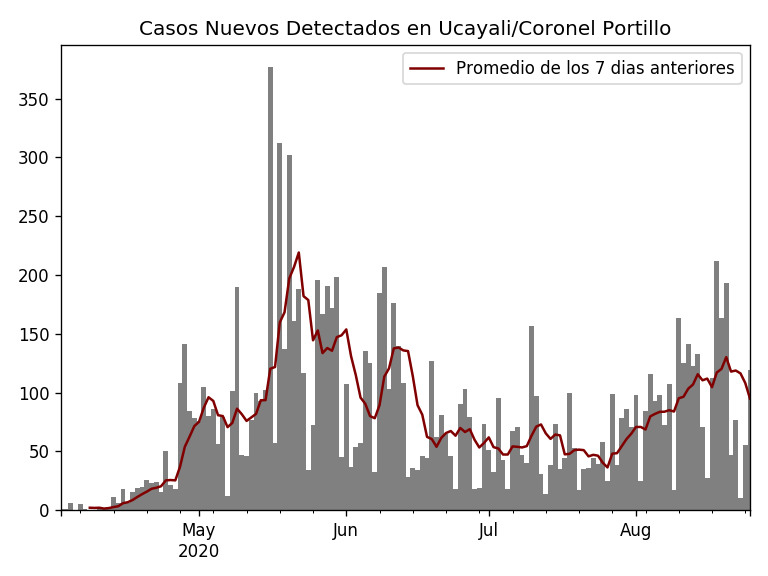 Casos Nuevos Detectados en Ucayali/Coronel Portillo
Promedio de los 7 dias anteriores
350
300
250
200
150
100
50
0
May
2020
Jun
Jul
Aug